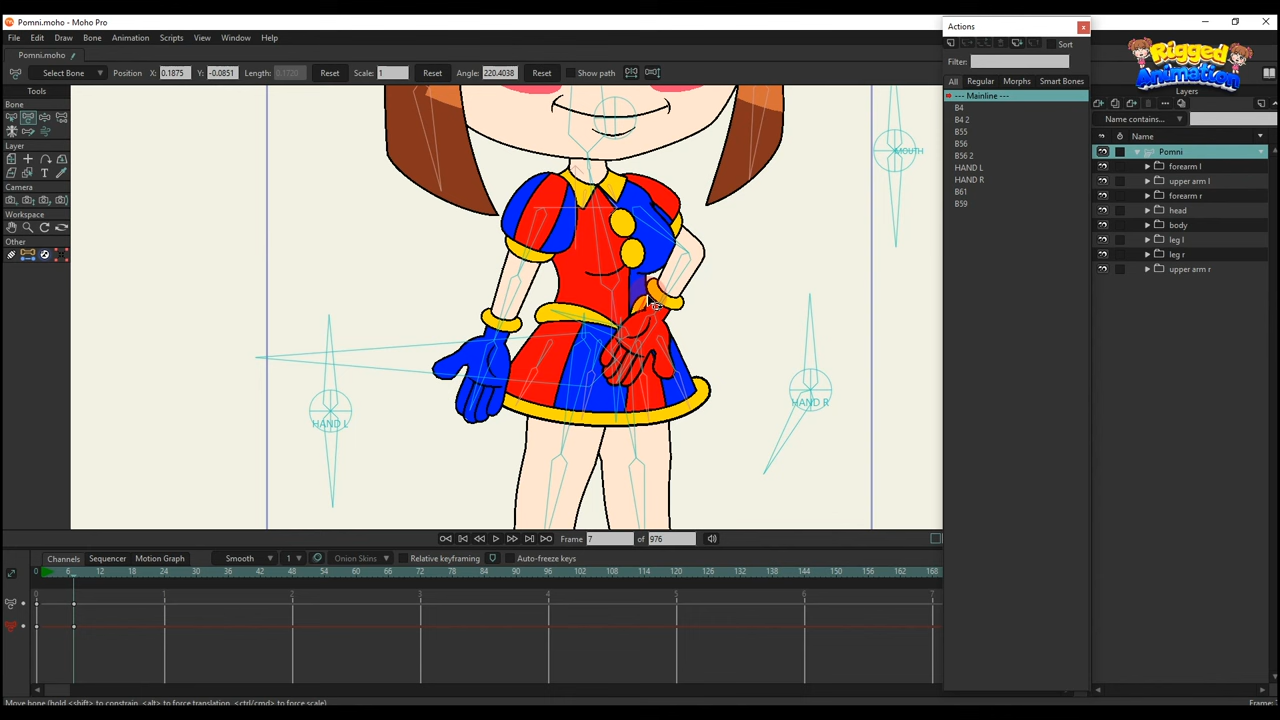 Pomni.moho - Moho Pro
File Edit Draw Bone Animation Scripts View Window Help
Pomni.moho
Select Bone Position X: 0.1875 Y: -0.0851 Length: 0.1720 Reset Scale: 1 Reset Angle: 220.4038 Reset Show path
Tools
Bone
Layer
Camera
Workspace
Other
MOUTH
HAND L
HAND R
Actions
Sort
Filter:
All Regular Morphs Smart Bones
--- Mainline ---
B4
B4 2
B55
B56
B56 2
HAND L
HAND R
B61
B59
Rigged
Animation
Layers
Name contains...
Name
Pomni
forearm l
upper arm l
forearm r
head
body
leg l
leg r
upper arm r
Frame 7 of 976
Channels Sequencer Motion Graph Smooth 1 Onion Skins Relative keyframing Auto-freeze keys
0 6 12 18 24 30 36 42 48 54 60 66 72 78 84 90 96 102 108 114 120 126 132 138 144 150 156 162 168
0 1 2 3 4 5 6 7
Move bone (hold <shift> to constrain, <alt> to force translation, <ctrl/cmd> to force scale)
Frame: